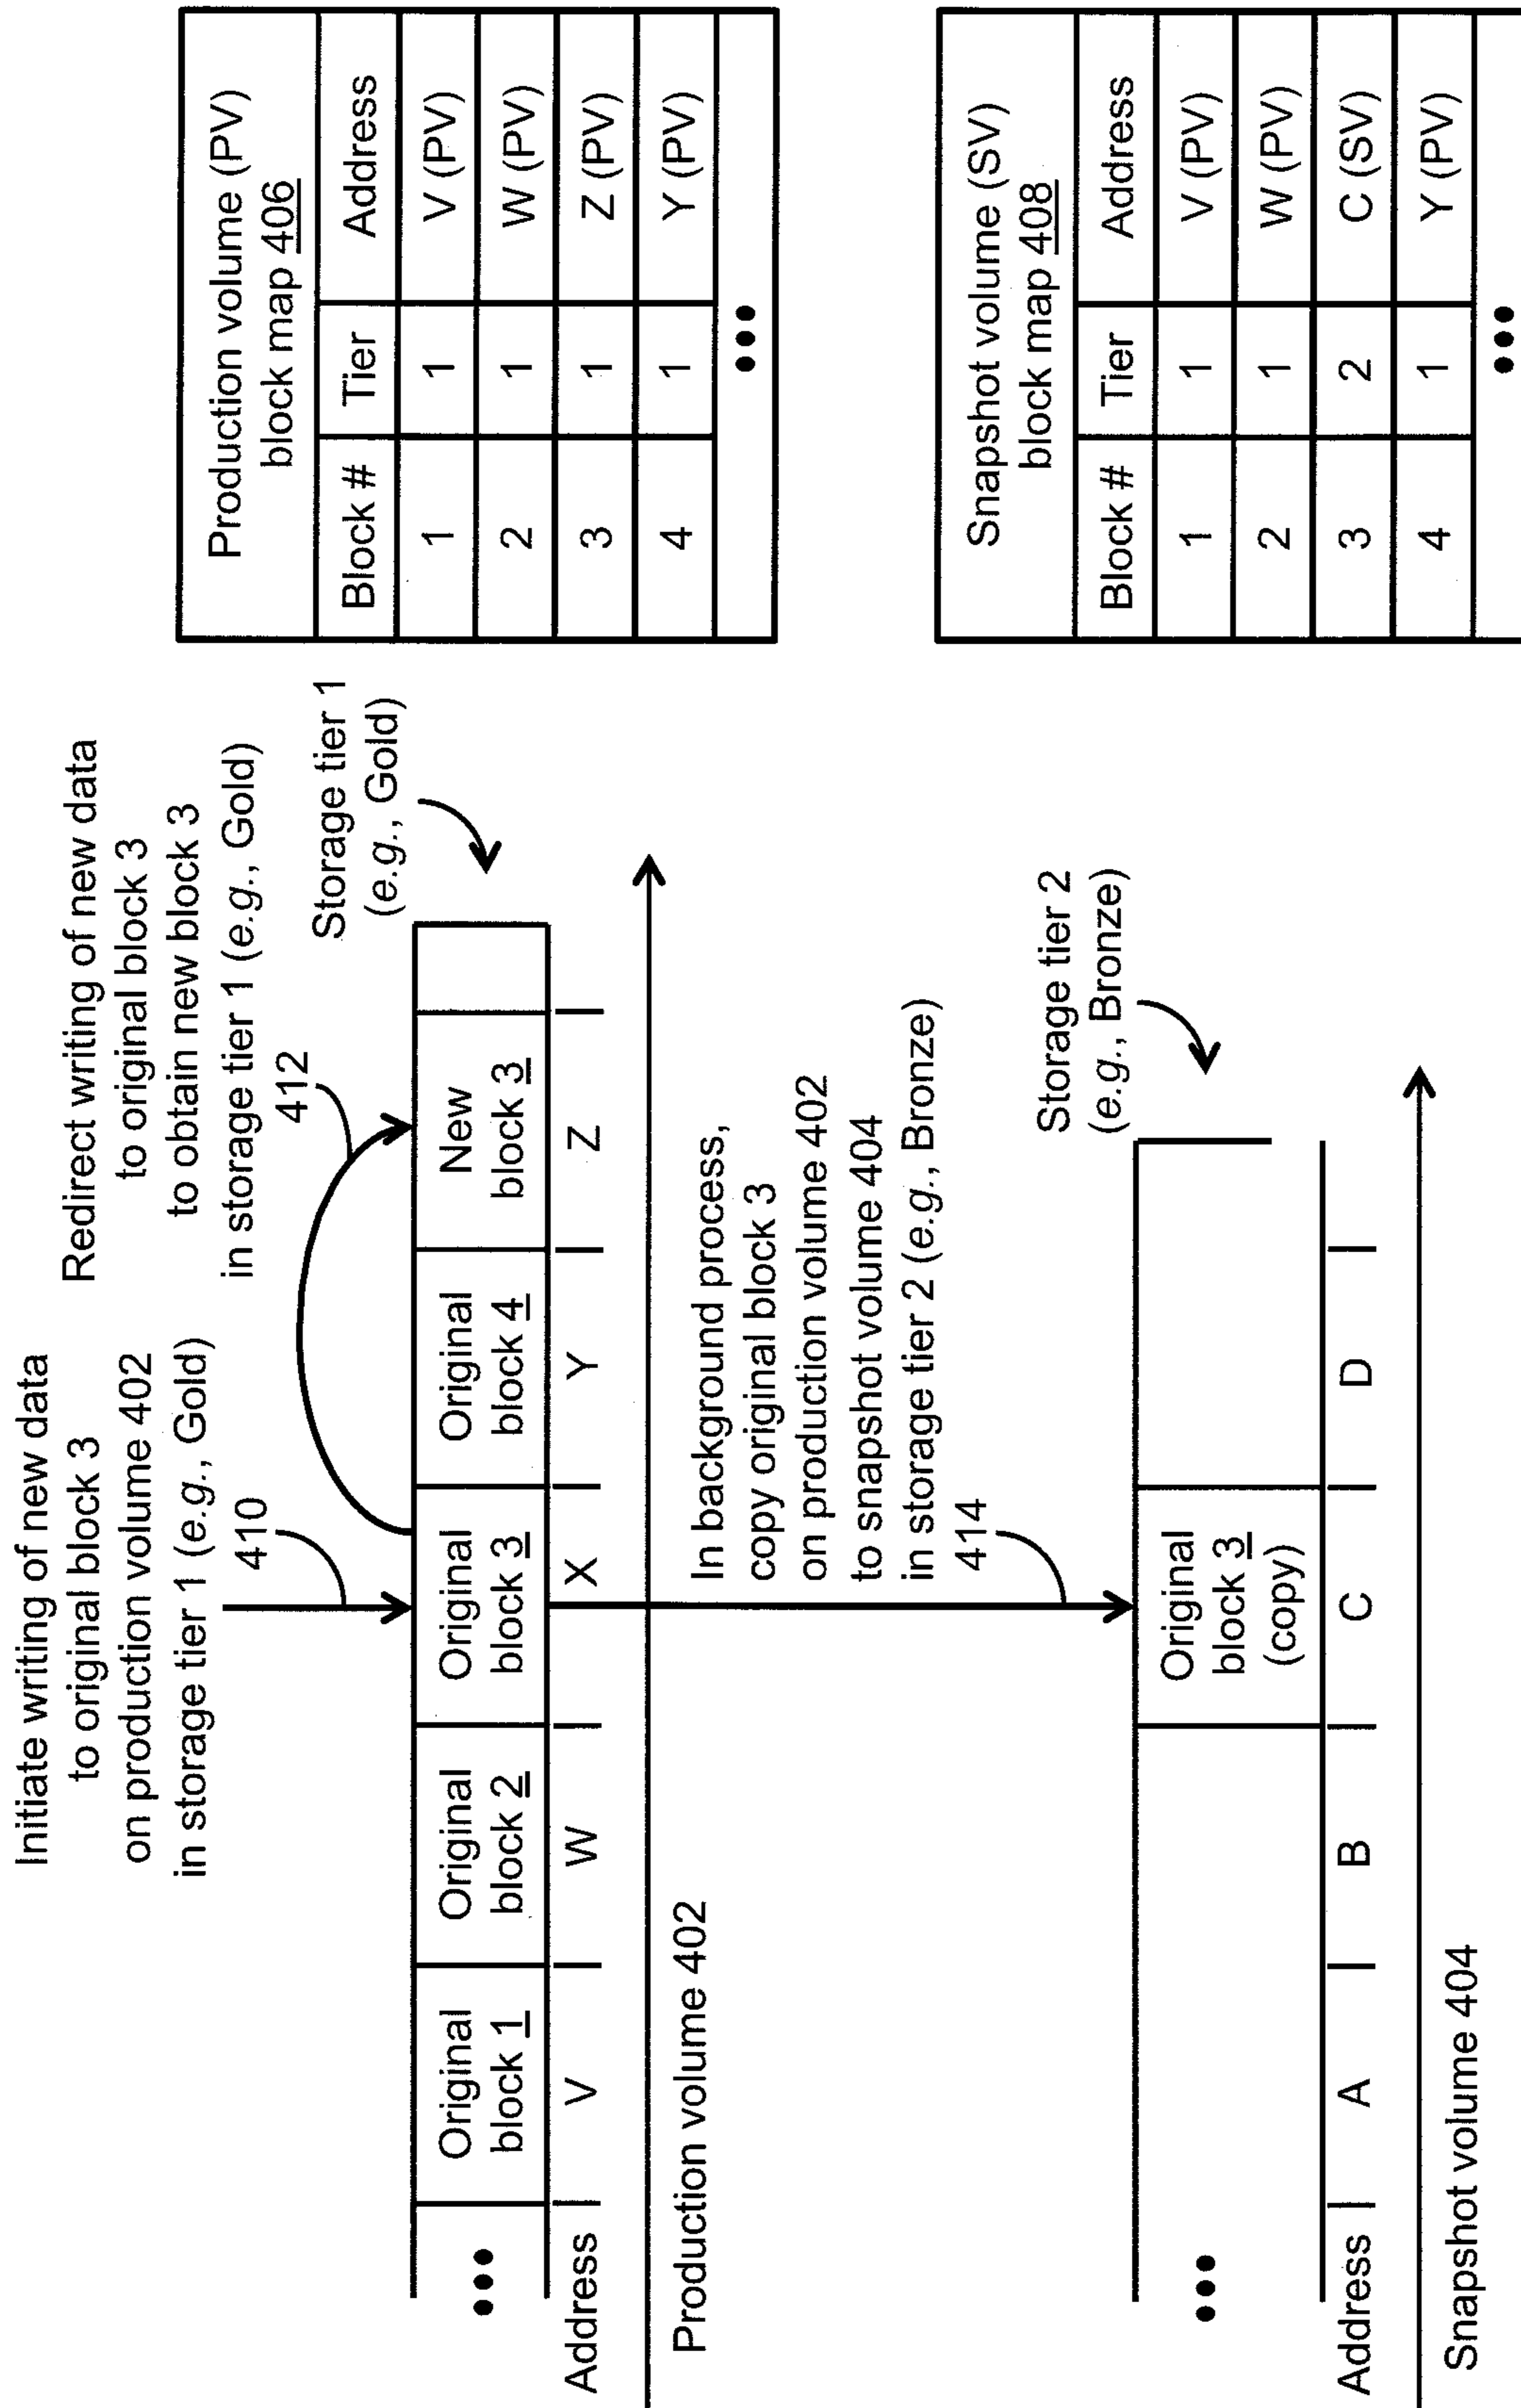 Initiate writing of new data
to original block 3
on production volume 402
in storage tier 1 (e.g., Gold)
410
Redirect writing of new data
to original block 3
to obtain new block 3
in storage tier 1 (e.g., Gold)
412
Storage tier 1
(e.g., Gold)
•••
Original
block 1
Original
block 2
Original
block 3
Original
block 4
New
block 3
Address V W X Y Z
Production volume 402
In background process,
copy original block 3
on production volume 402
to snapshot volume 404
in storage tier 2 (e.g., Bronze)
414
Storage tier 2
(e.g., Bronze)
•••
Original
block 3
(copy)
Address A B C D
Snapshot volume 404
Production volume (PV)
block map 406
Block # Tier Address
1 1 V (PV)
2 1 W (PV)
3 1 Z (PV)
4 1 Y (PV)
•••
Snapshot volume (SV)
block map 408
Block # Tier Address
1 1 V (PV)
2 1 W (PV)
3 2 C (SV)
4 1 Y (PV)
•••